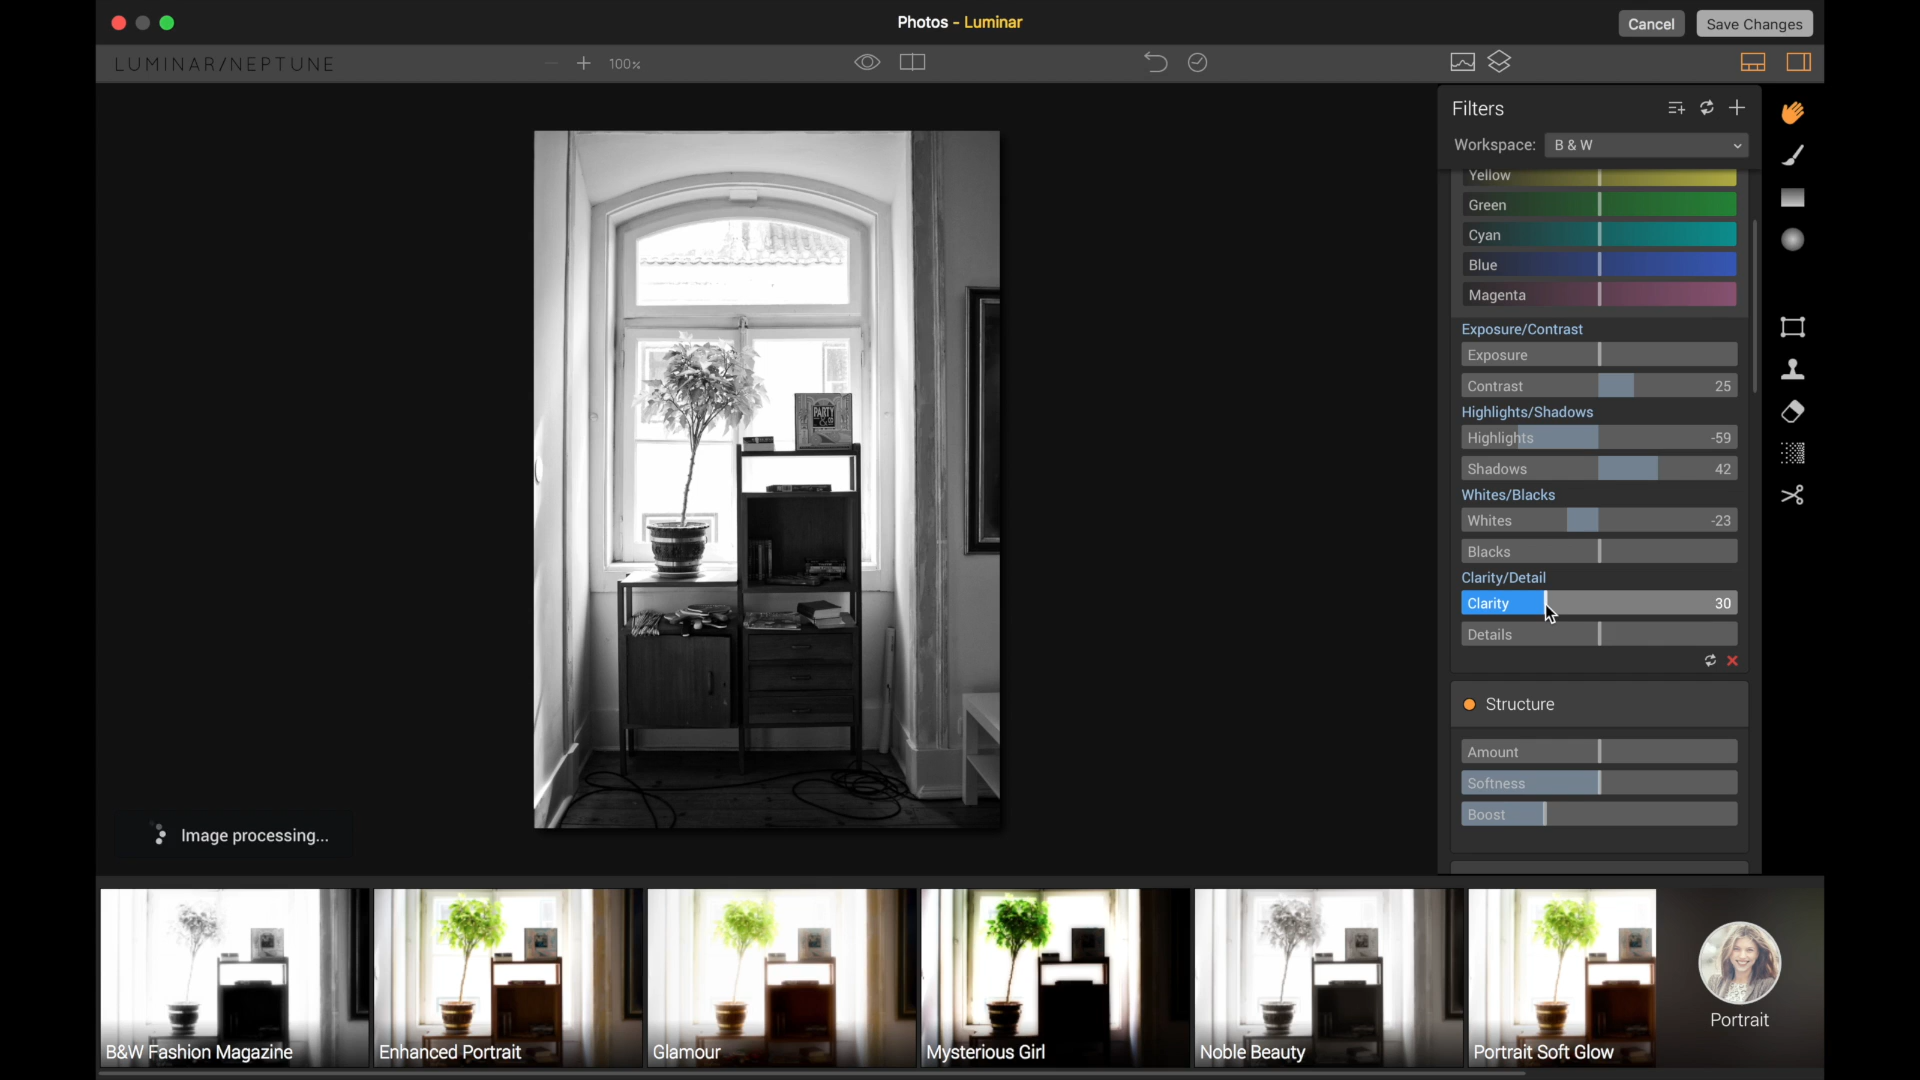 Photos - Luminar
Cancel
Save Changes
LUMINAR/NEPTUNE
100%
Filters
Workspace: B & W
Yellow
Green
Cyan
Blue
Magenta
Exposure/Contrast
Exposure
Contrast 25
Highlights/Shadows
Highlights -59
Shadows 42
Whites/Blacks
Whites -23
Blacks
Clarity/Detail
Clarity 30
Details
Structure
Amount
Softness
Boost
PARTY
Image processing...
B&W Fashion Magazine
Enhanced Portrait
Glamour
Mysterious Girl
Noble Beauty
Portrait Soft Glow
Portrait